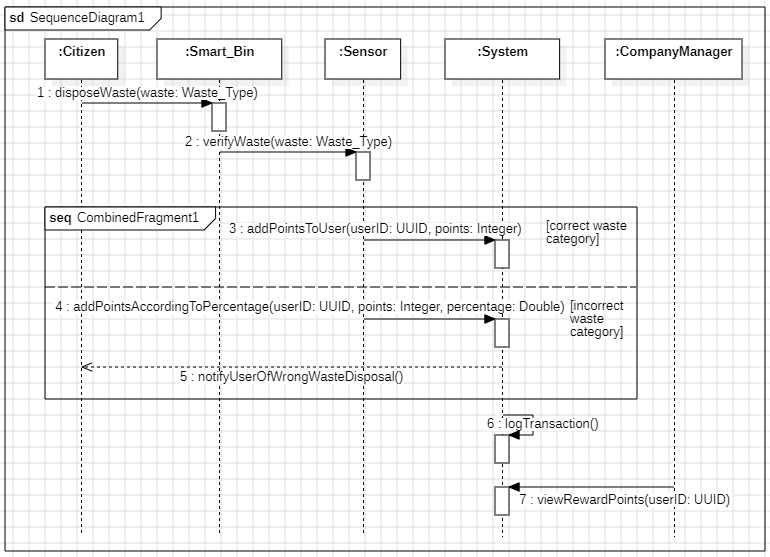 sd SequenceDiagram1
:Citizen
:Smart_Bin
:Sensor
:System
:CompanyManager
1 : disposeWaste(waste: Waste_Type)
2 : verifyWaste(waste: Waste_Type)
seq CombinedFragment1
3 : addPointsToUser(userID: UUID, points: Integer)
[correct waste
category]
4 : addPointsAccordingToPercentage(userID: UUID, points: Integer, percentage: Double)
[incorrect
waste
category]
5 : notifyUserOfWrongWasteDisposal()
6 : logTransaction()
7 : viewRewardPoints(userID: UUID)